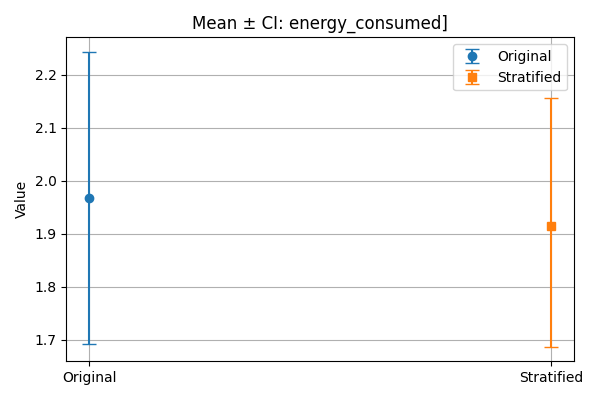 Mean ± CI: energy_consumed]
Original
Stratified
Value
2.2
2.1
2.0
1.9
1.8
1.7
Original
Stratified